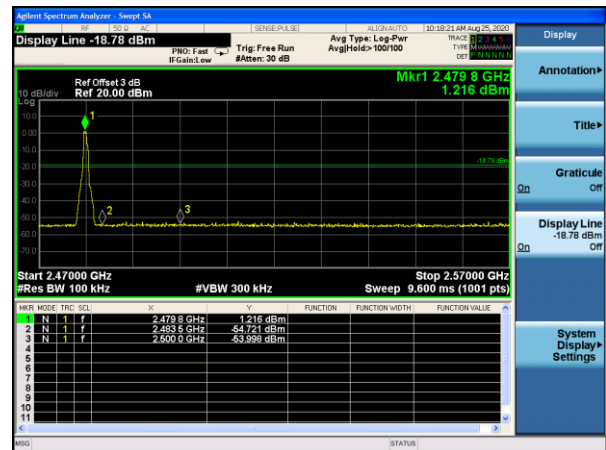 Agilent Spectrum Analyzer - Swept SA
RF 50 Ω AC SENSE:PULSE ALIGNAUTO 10:18:21 AM Aug 25, 2020
Display Line -18.78 dBm
PNO: Fast
IFGain:Low
Trig: Free Run
#Atten: 30 dB
Avg Type: Log-Pwr
Avg|Hold:>100/100
TRACE 1 2 3 4 5 6
TYPE M
DET P N N N N N
Mkr1 2.479 8 GHz
1.216 dBm
Ref Offset 3 dB
10 dB/div Ref 20.00 dBm
Log
10.0
0.00
-10.0
-20.0
-30.0
-40.0
-50.0
-60.0
-70.0
1
2
3
-18.78 dBm
Start 2.47000 GHz Stop 2.57000 GHz
#Res BW 100 kHz #VBW 300 kHz Sweep 9.600 ms (1001 pts)
MKR MODE TRC SCL X Y FUNCTION FUNCTION WIDTH FUNCTION VALUE
1 N 1 f 2.479 8 GHz 1.216 dBm
2 N 1 f 2.483 5 GHz -54.721 dBm
3 N 1 f 2.500 0 GHz -53.998 dBm
4
5
6
7
8
9
10
11
MSG STATUS
Display
Annotation
Title
Graticule
On Off
Display Line
-18.78 dBm
On Off
System
Display
Settings